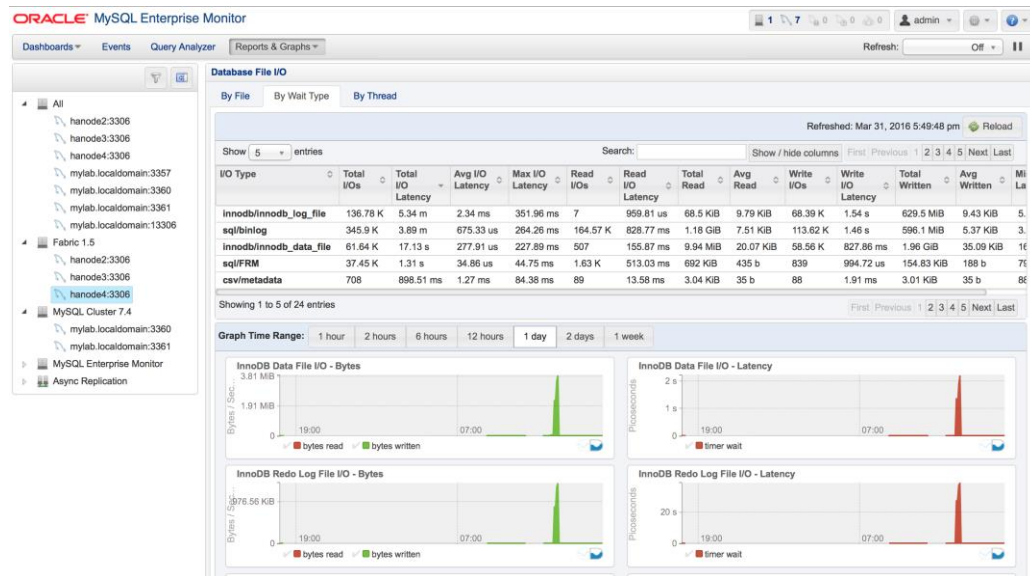 ORACLE MySQL Enterprise Monitor
1 7 0 0 0 admin
Dashboards Events Query Analyzer Reports & Graphs
Refresh: Off
All
hanode2:3306
hanode3:3306
hanode4:3306
mylab.localdomain:3357
mylab.localdomain:3360
mylab.localdomain:3361
mylab.localdomain:13306
Fabric 1.5
hanode2:3306
hanode3:3306
hanode4:3306
MySQL Cluster 7.4
mylab.localdomain:3360
mylab.localdomain:3361
MySQL Enterprise Monitor
Async Replication
Database File I/O
By File By Wait Type By Thread
Refreshed: Mar 31, 2016 5:49:48 pm Reload
Show 5 entries Search: Show / hide columns First Previous 1 2 3 4 5 Next Last
I/O Type Total I/Os Total I/O Latency Avg I/O Latency Max I/O Latency Read I/Os Read I/O Latency Total Read Avg Read Write I/Os Write I/O Latency Total Written Avg Written Mi La
innodb/innodb_log_file 136.78 K 5.34 m 2.34 ms 351.96 ms 7 959.81 us 68.5 KiB 9.79 KiB 68.39 K 1.54 s 629.5 MiB 9.43 KiB 5.
sql/binlog 345.9 K 3.89 m 675.33 us 264.26 ms 164.57 K 828.77 ms 1.18 GiB 7.51 KiB 113.62 K 1.46 s 596.1 MiB 5.37 KiB 3.
innodb/innodb_data_file 61.64 K 17.13 s 277.91 us 227.89 ms 507 155.87 ms 9.94 MiB 20.07 KiB 58.56 K 827.86 ms 1.96 GiB 35.09 KiB 16
sql/FRM 37.45 K 1.31 s 34.86 us 44.75 ms 1.63 K 513.03 ms 692 KiB 435 b 839 994.72 us 154.83 KiB 188 b 79
csv/metadata 708 898.51 ms 1.27 ms 84.38 ms 89 13.58 ms 3.04 KiB 35 b 88 1.91 ms 3.01 KiB 35 b 88
Showing 1 to 5 of 24 entries First Previous 1 2 3 4 5 Next Last
Graph Time Range: 1 hour 2 hours 6 hours 12 hours 1 day 2 days 1 week
InnoDB Data File I/O - Bytes
Bytes / Sec...
3.81 MiB
1.91 MiB
0
19:00 07:00
bytes read bytes written
InnoDB Data File I/O - Latency
Picoseconds
2 s
1 s
0
19:00 07:00
timer wait
InnoDB Redo Log File I/O - Bytes
Bytes / Sec...
976.56 KiB
0
19:00 07:00
bytes read bytes written
InnoDB Redo Log File I/O - Latency
Picoseconds
20 s
0
19:00 07:00
timer wait